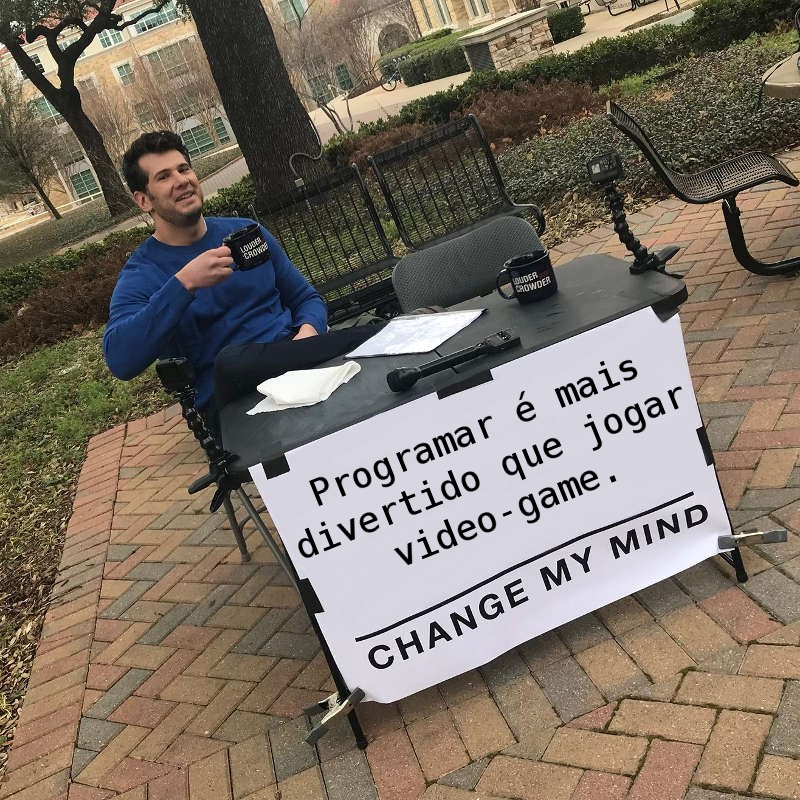 LOUDER
CROWDER
LOUDER
CROWDER
Programar é mais
divertido que jogar
video-game.
CHANGE MY MIND